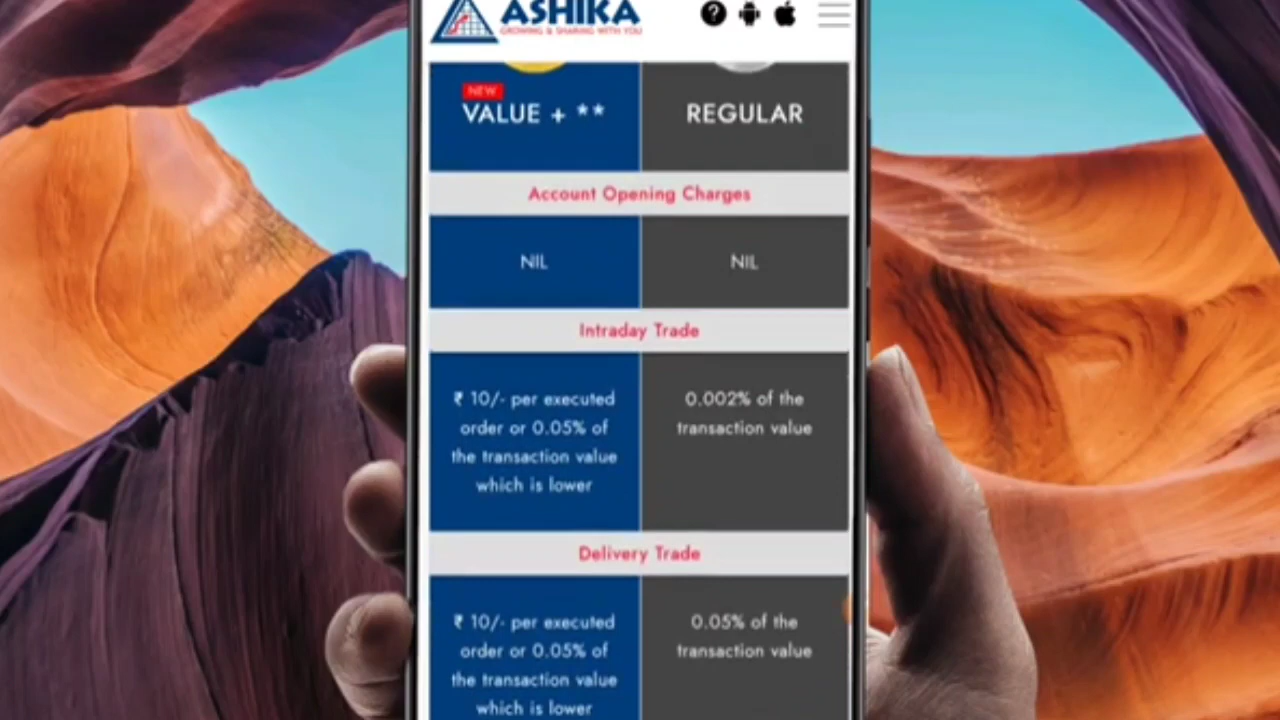 ASHIKA
GROWING & SHARING WITH YOU
?
NEW
VALUE + **
REGULAR
Account Opening Charges
NIL
NIL
Intraday Trade
₹ 10/- per executed
order or 0.05% of
the transaction value
which is lower
0.002% of the
transaction value
Delivery Trade
₹ 10/- per executed
order or 0.05% of
the transaction value
which is lower
0.05% of the
transaction value